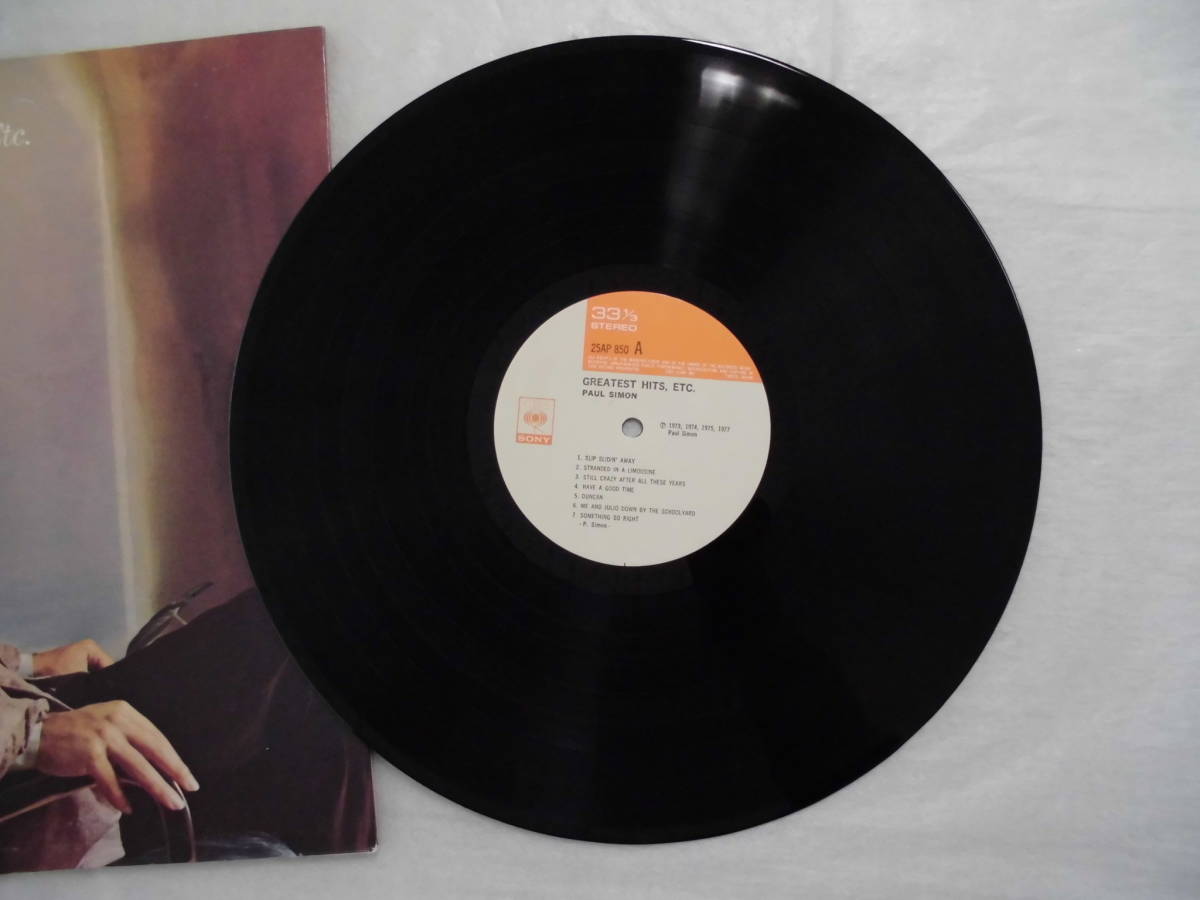 Etc.
33⅓
STEREO
25AP 850 A
GREATEST HITS, ETC.
PAUL SIMON
SONY
℗ 1973, 1974, 1975, 1977
Paul Simon
1. SLIP SLIDIN' AWAY
2. STRANDED IN A LIMOUSINE
3. STILL CRAZY AFTER ALL THESE YEARS
4. HAVE A GOOD TIME
5. DUNCAN
6. ME AND JULIO DOWN BY THE SCHOOLYARD
7. SOMETHING SO RIGHT
-P. Simon-